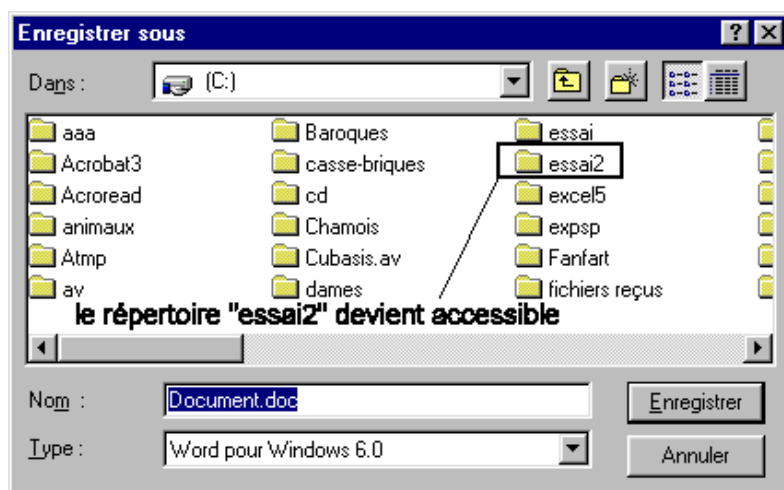 Enregistrer sous
Dans :
(C:)
aaa Baroques essai
Acrobat3 casse-briques essai2
Acroread cd excel5
animaux Chamois expsp
Atmp Cubasis.av Fanfart
av dames fichiers reçus
le répertoire "essai2" devient accessible
Nom : Document.doc Enregistrer
Type : Word pour Windows 6.0 Annuler